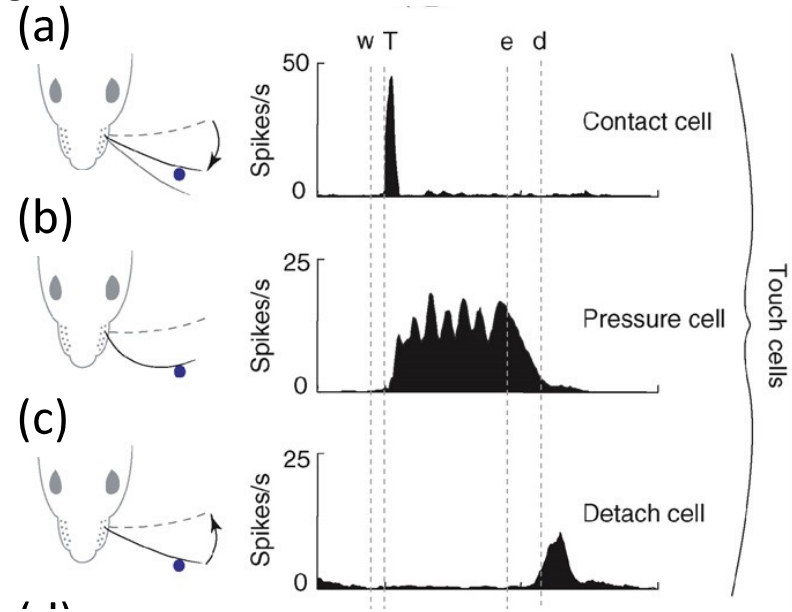 (a)
w T e d
50
Spikes/s
Contact cell
0
(b)
25
Spikes/s
Pressure cell
0
Touch cells
(c)
25
Spikes/s
Detach cell
0